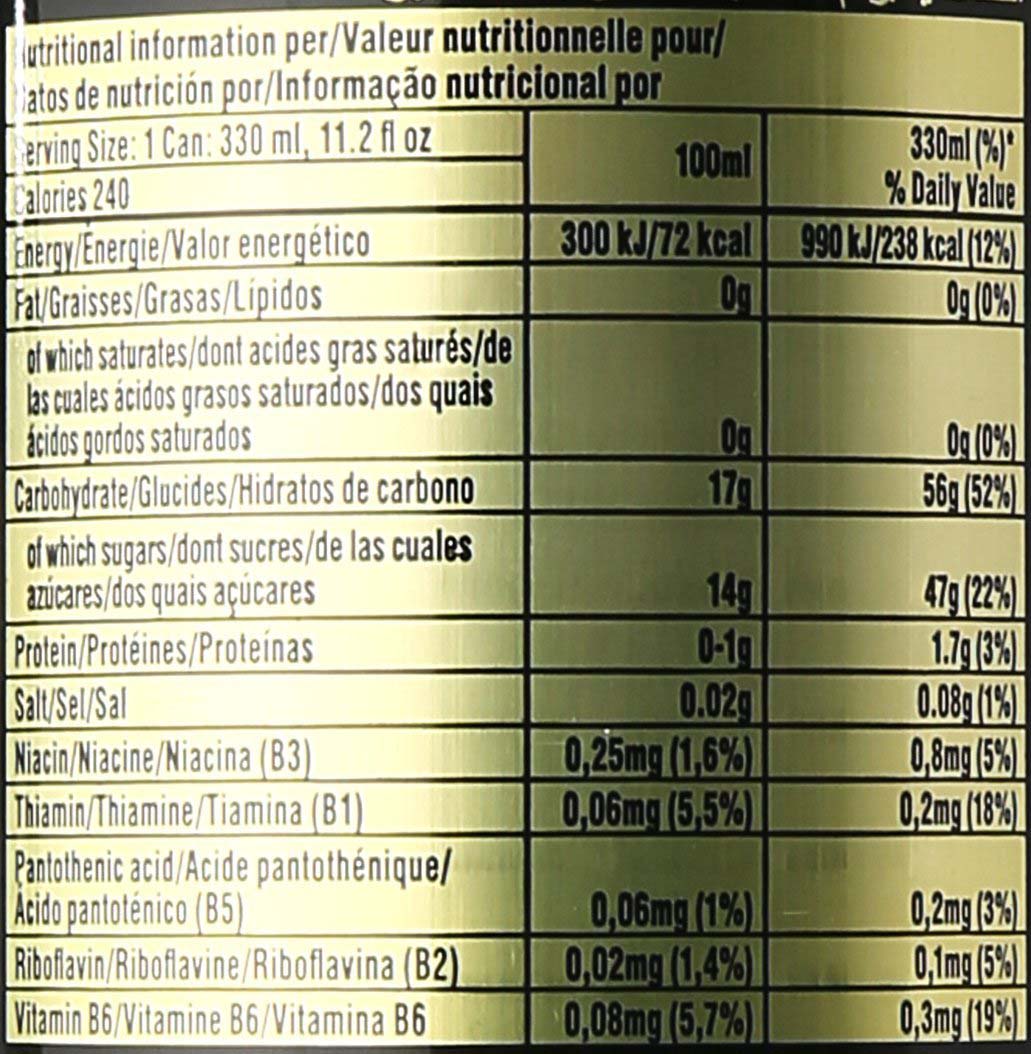 utritional information per/Valeur nutritionnelle pour/
atos de nutrición por/Informação nutricional por
erving Size: 1 Can: 330 ml, 11.2 fl oz
Calories 240
100ml
330ml (%)*
% Daily Value
Energy/Énergie/Valor energético 300 kJ/72 kcal 990 kJ/238 kcal (12%)
Fat/Graisses/Grasas/Lípidos 0g 0g (0%)
of which saturates/dont acides gras saturés/de
las cuales ácidos grasos saturados/dos quais
ácidos gordos saturados 0g 0g (0%)
Carbohydrate/Glucides/Hidratos de carbono 17g 56g (52%)
of which sugars/dont sucres/de las cuales
azúcares/dos quais açúcares 14g 47g (22%)
Protein/Protéines/Proteínas 0-1g 1.7g (3%)
Salt/Sel/Sal 0.02g 0.08g (1%)
Niacin/Niacine/Niacina (B3) 0,25mg (1,6%) 0,8mg (5%)
Thiamin/Thiamine/Tiamina (B1) 0,06mg (5,5%) 0,2mg (18%)
Pantothenic acid/Acide pantothénique/
Ácido pantoténico (B5) 0,06mg (1%) 0,2mg (3%)
Riboflavin/Riboflavine/Riboflavina (B2) 0,02mg (1,4%) 0,1mg (5%)
Vitamin B6/Vitamine B6/Vitamina B6 0,08mg (5,7%) 0,3mg (19%)